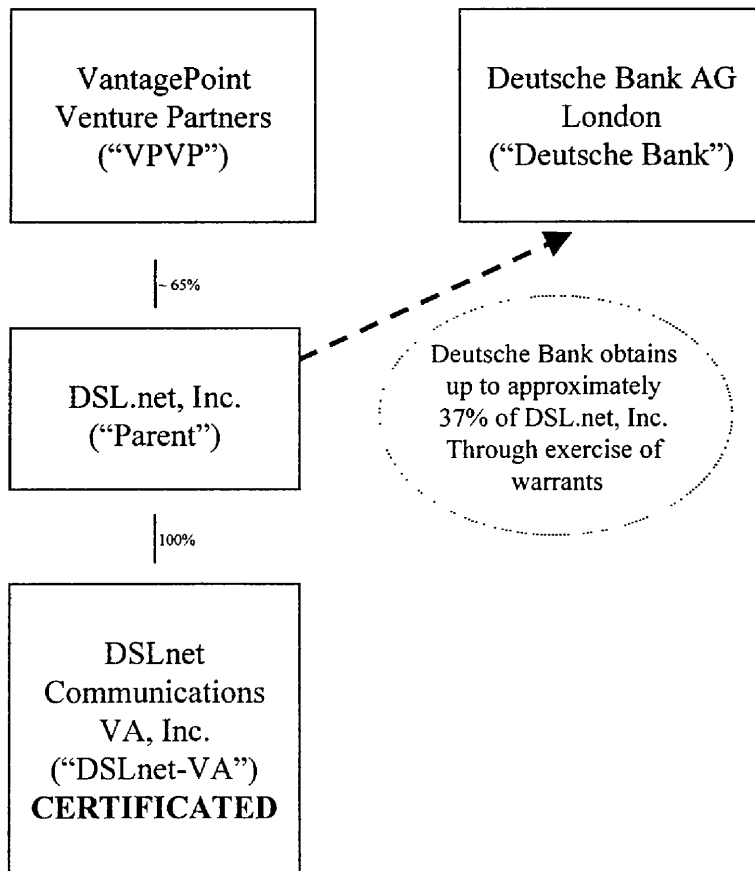 VantagePoint
Venture Partners
(“VPVP”)
Deutsche Bank AG
London
(“Deutsche Bank”)
~ 65%
DSL.net, Inc.
(“Parent”)
Deutsche Bank obtains
up to approximately
37% of DSL.net, Inc.
Through exercise of
warrants
100%
DSLnet
Communications
VA, Inc.
(“DSLnet-VA”)
CERTIFICATED